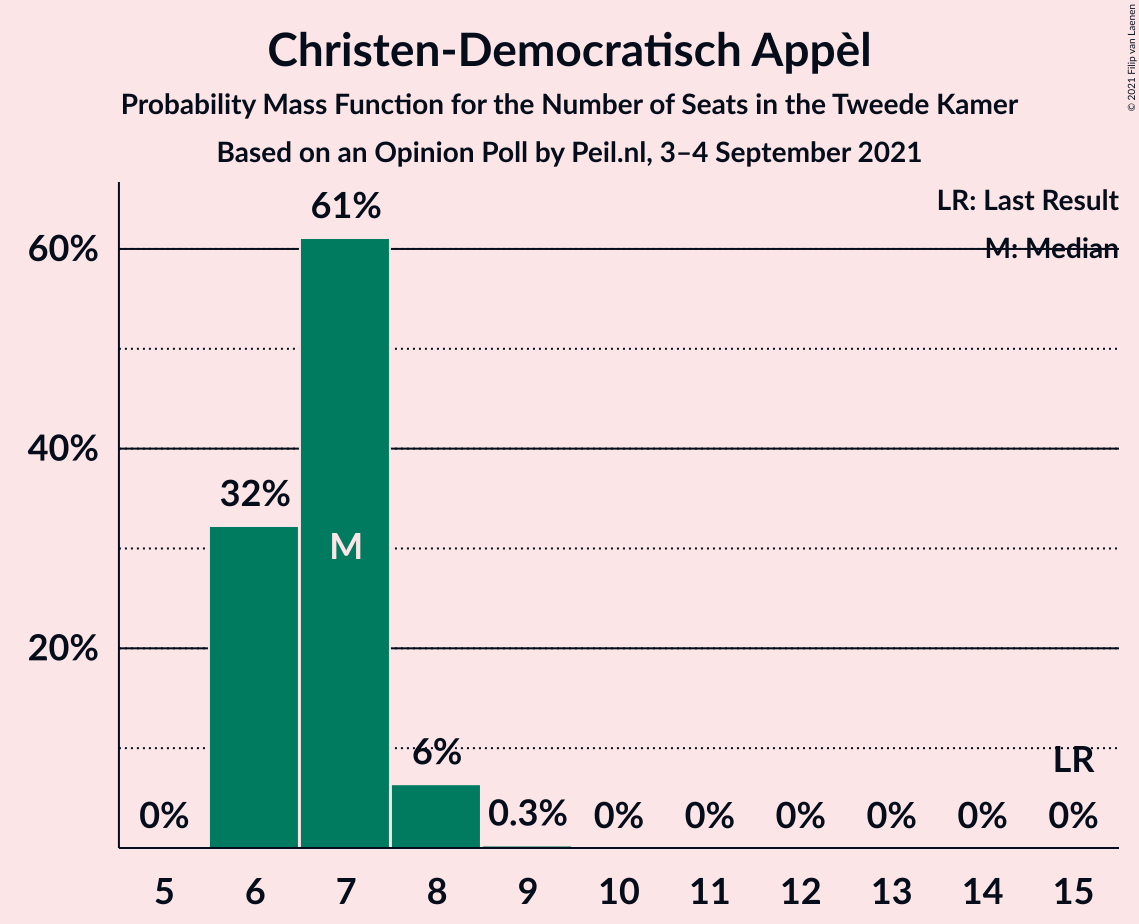 Christen-Democratisch Appèl
Probability Mass Function for the Number of Seats in the Tweede Kamer
Based on an Opinion Poll by Peil.nl, 3–4 September 2021
© 2021 Filip van Laenen
LR: Last Result
M: Median
60%
40%
20%
0%
32%
61%
M
6%
0.3%
0%
0%
0%
0%
0%
LR
0%
5 6 7 8 9 10 11 12 13 14 15